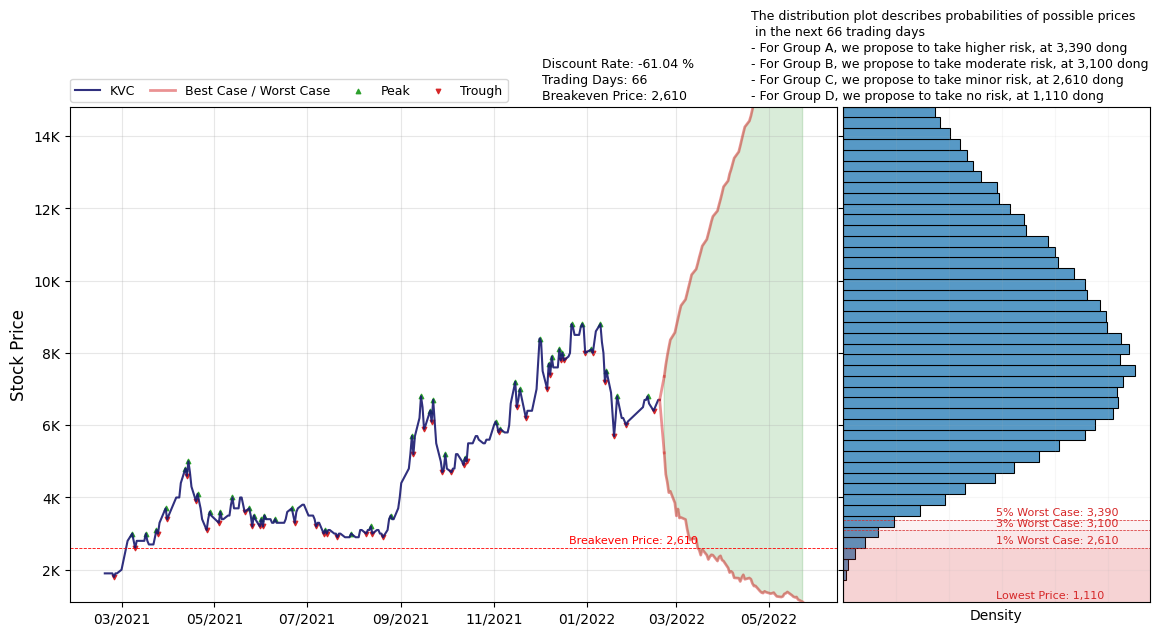 The distribution plot describes probabilities of possible prices
in the next 66 trading days
- For Group A, we propose to take higher risk, at 3,390 dong
- For Group B, we propose to take moderate risk, at 3,100 dong
- For Group C, we propose to take minor risk, at 2,610 dong
- For Group D, we propose to take no risk, at 1,110 dong
Discount Rate: -61.04 %
Trading Days: 66
Breakeven Price: 2,610
KVC
Best Case / Worst Case
Peak
Trough
Stock Price
14K
12K
10K
8K
6K
4K
2K
Breakeven Price: 2,610
03/2021
05/2021
07/2021
09/2021
11/2021
01/2022
03/2022
05/2022
5% Worst Case: 3,390
3% Worst Case: 3,100
1% Worst Case: 2,610
Lowest Price: 1,110
Density